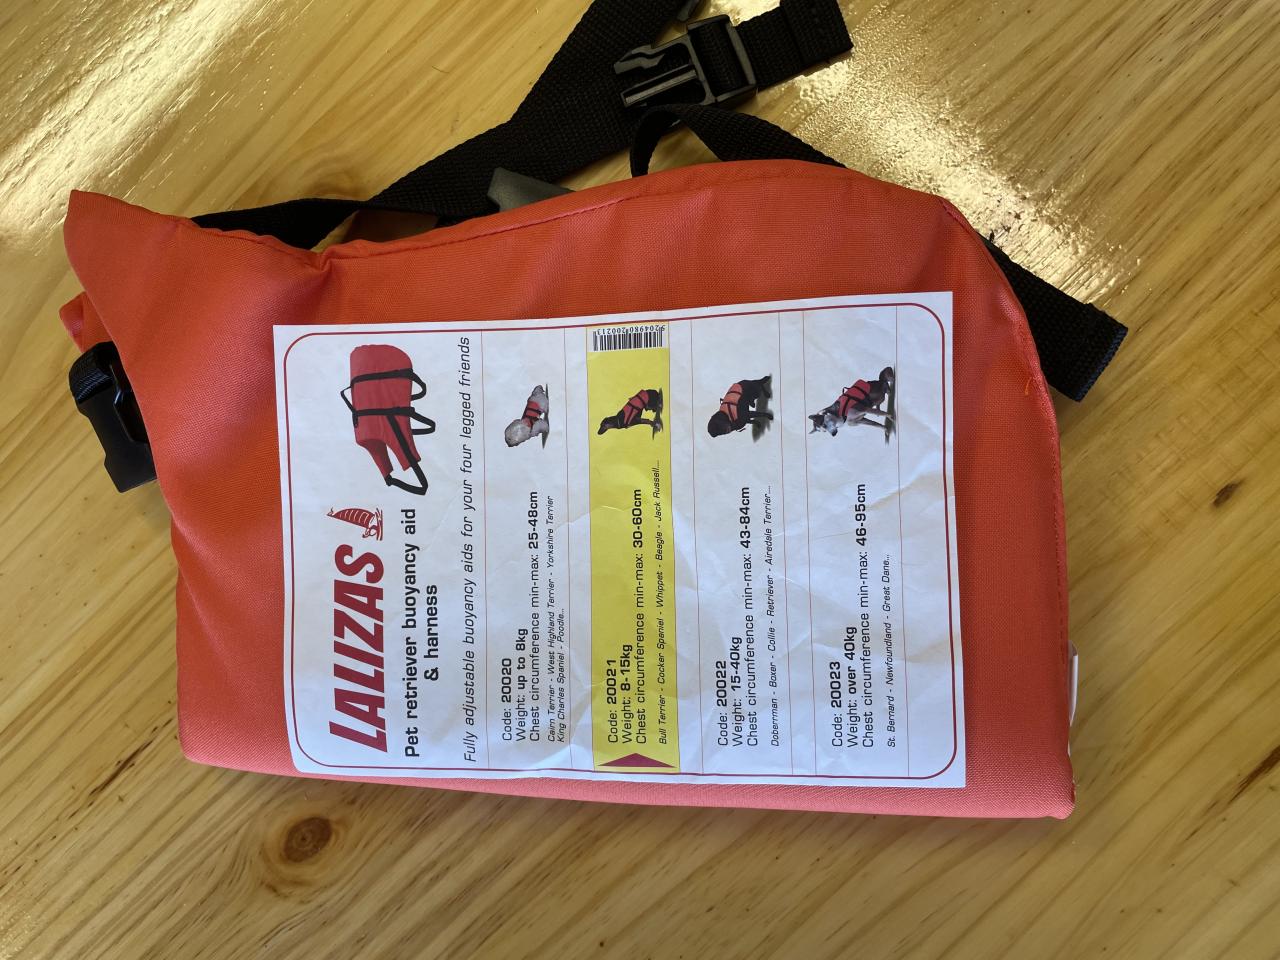 LALIZAS
Pet retriever buoyancy aid
& harness
Fully adjustable buoyancy aids for your four legged friends
Code: 20020
Weight: up to 8kg
Chest circumference min-max: 25-48cm
Cairn Terrier - West Highland Terrier - Yorkshire Terrier
King Charles Spaniel - Poodle...
Code: 20021
Weight: 8-15kg
Chest circumference min-max: 30-60cm
Bull Terrier - Cocker Spaniel - Whippet - Beagle - Jack Russell...
Code: 20022
Weight: 15-40kg
Chest circumference min-max: 43-84cm
Doberman - Boxer - Collie - Retriever - Airedale Terrier...
Code: 20023
Weight: over 40kg
Chest circumference min-max: 46-95cm
St. Bernard - Newfoundland - Great Dane...